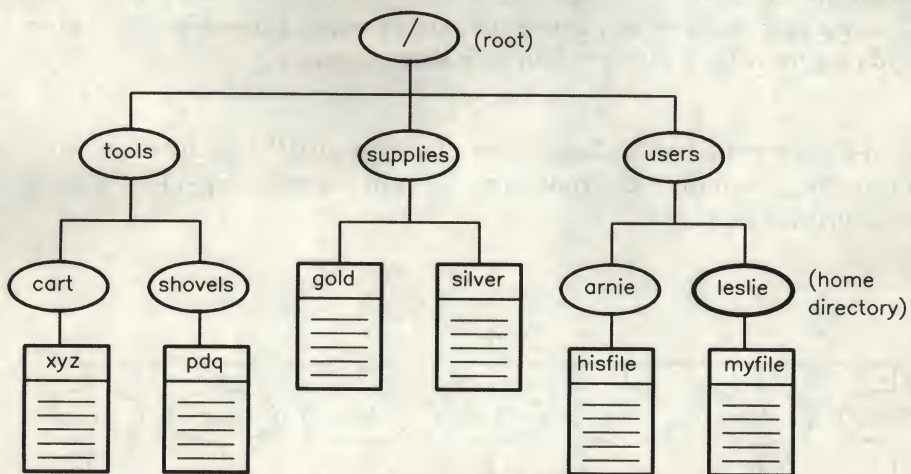 / (root)
tools supplies users
cart shovels gold silver arnie leslie (home
directory)
xyz pdq hisfile myfile